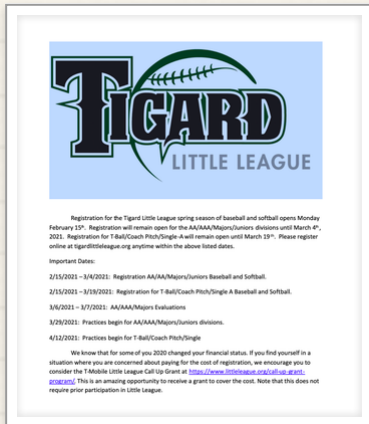 TIGARD
LITTLE LEAGUE
Registration for the Tigard Little League spring season of baseball and softball opens Monday
February 15th. Registration will remain open for the AA/AAA/Majors/Juniors divisions until March 4th,
2021. Registration for T-Ball/Coach Pitch/Single-A will remain open until March 19th. Please register
online at tigardlittleleague.org anytime within the above listed dates.
Important Dates:
2/15/2021 – 3/4/2021: Registration AA/AA/Majors/Juniors Baseball and Softball.
2/15/2021 – 3/19/2021: Registration for T-Ball/Coach Pitch/Single A Baseball and Softball.
3/6/2021 – 3/7/2021: AA/AAA/Majors Evaluations
3/29/2021: Practices begin for AA/AAA/Majors/Juniors divisions.
4/12/2021: Practices begin for T-Ball/Coach Pitch/Single
We know that for some of you 2020 changed your financial status. If you find yourself in a
situation where you are concerned about paying for the cost of registration, we encourage you to
consider the T-Mobile Little League Call Up Grant at https://www.littleleague.org/call-up-grant-
program/. This is an amazing opportunity to receive a grant to cover the cost. Note that this does not
require prior participation in Little League.